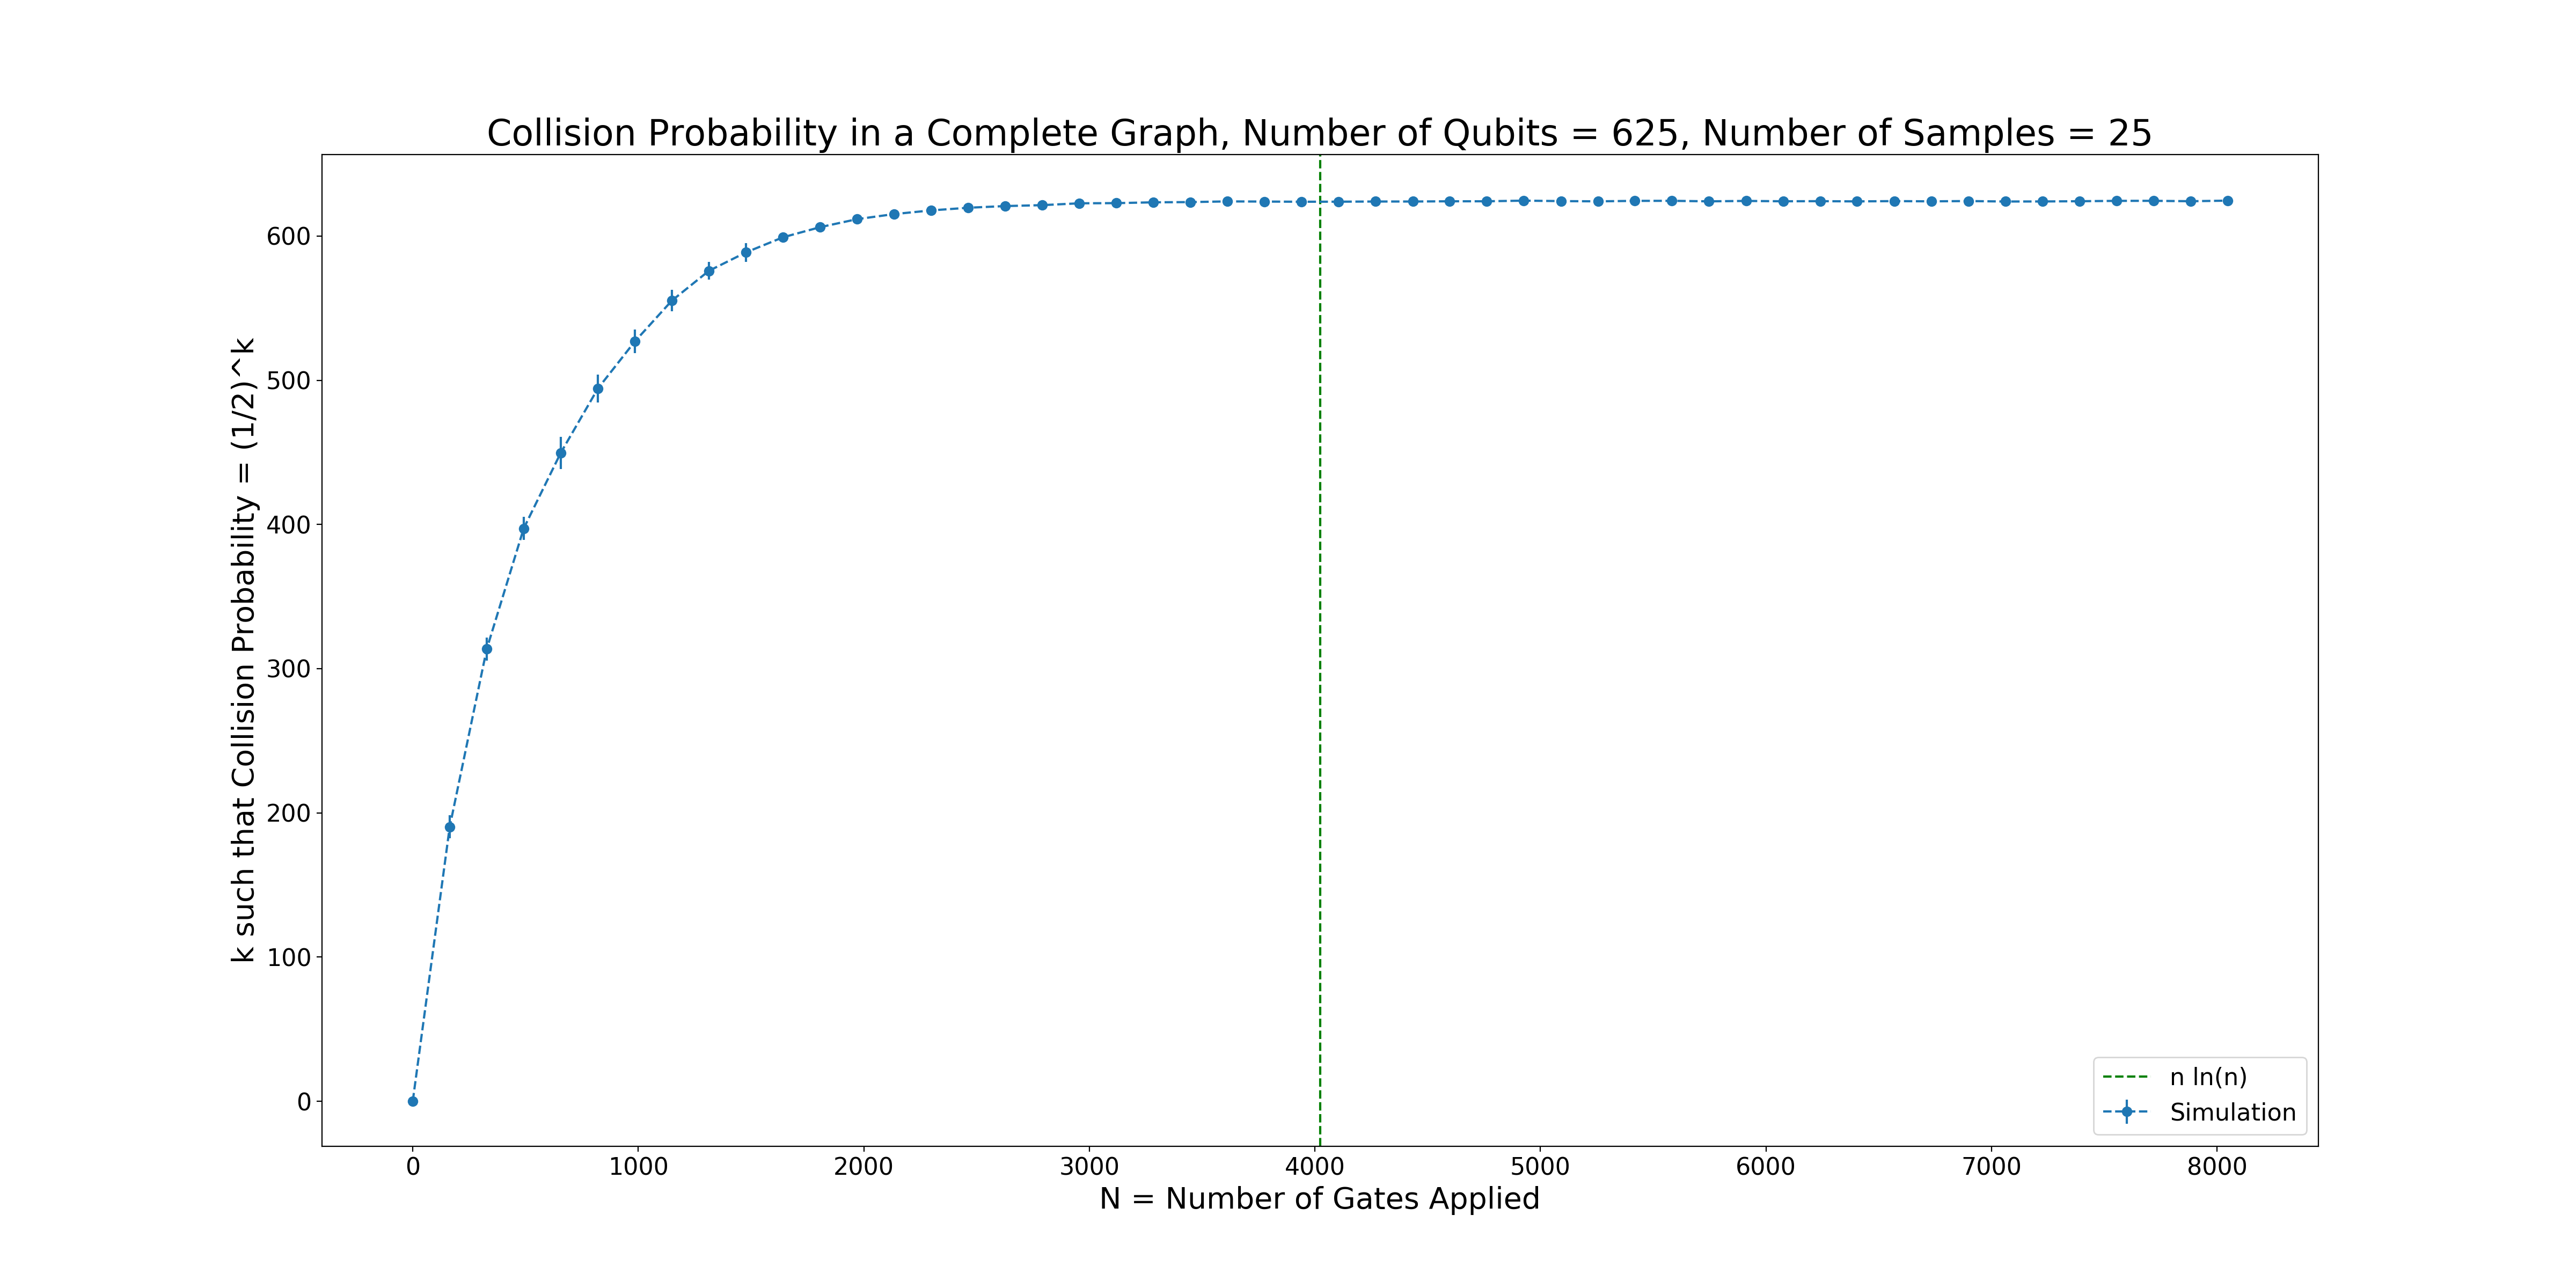 Collision Probability in a Complete Graph, Number of Qubits = 625, Number of Samples = 25
k such that Collision Probability = (1/2)^k
600
500
400
300
200
100
0
0 1000 2000 3000 4000 5000 6000 7000 8000
N = Number of Gates Applied
n ln(n)
Simulation